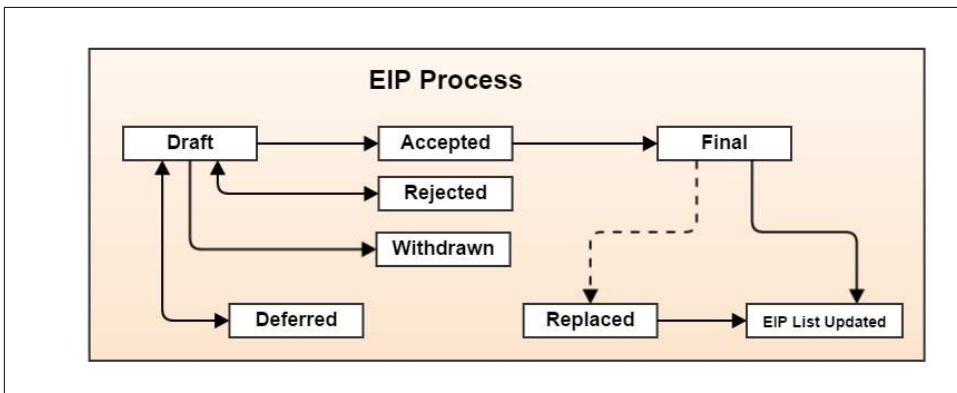 EIP Process
Draft
Accepted
Final
Rejected
Withdrawn
Deferred
Replaced
EIP List Updated